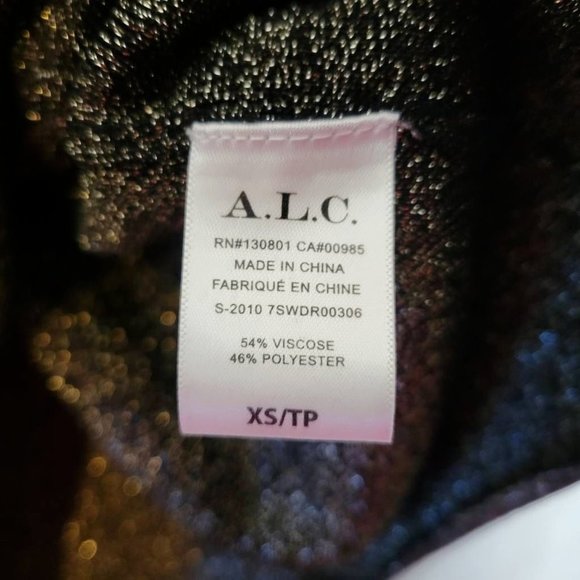 A.L.C.
RN#130801 CA#00985
MADE IN CHINA
FABRIQUÉ EN CHINE
S-2010 7SWDR00306
54% VISCOSE
46% POLYESTER
XS/TP